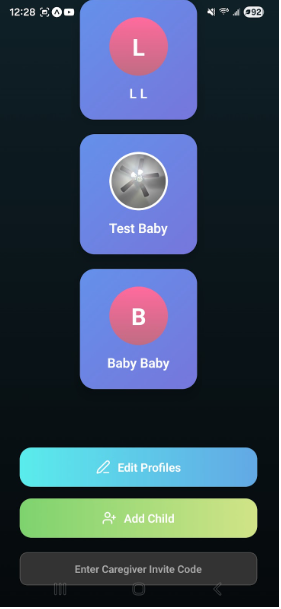 12:28
92
L
L L
Test Baby
B
Baby Baby
Edit Profiles
Add Child
Enter Caregiver Invite Code